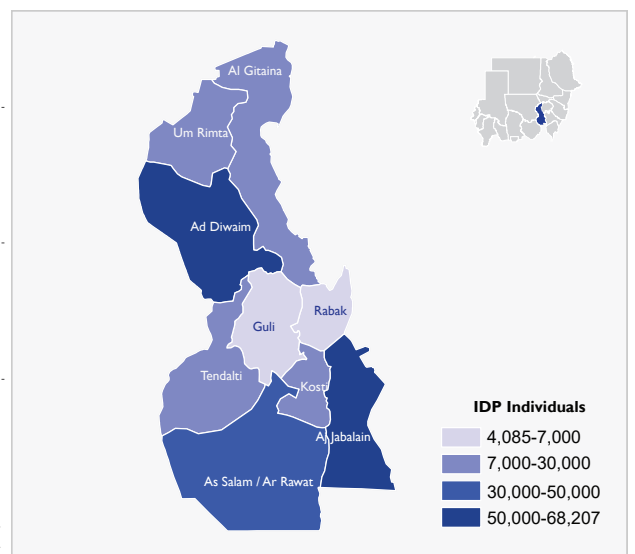 Al Gitaina
Um Rimta
Ad Diwaim
Rabak
Guli
Tendalti
Kosti
Aj Jabalain
As Salam / Ar Rawat
IDP Individuals
4,085-7,000
7,000-30,000
30,000-50,000
50,000-68,207